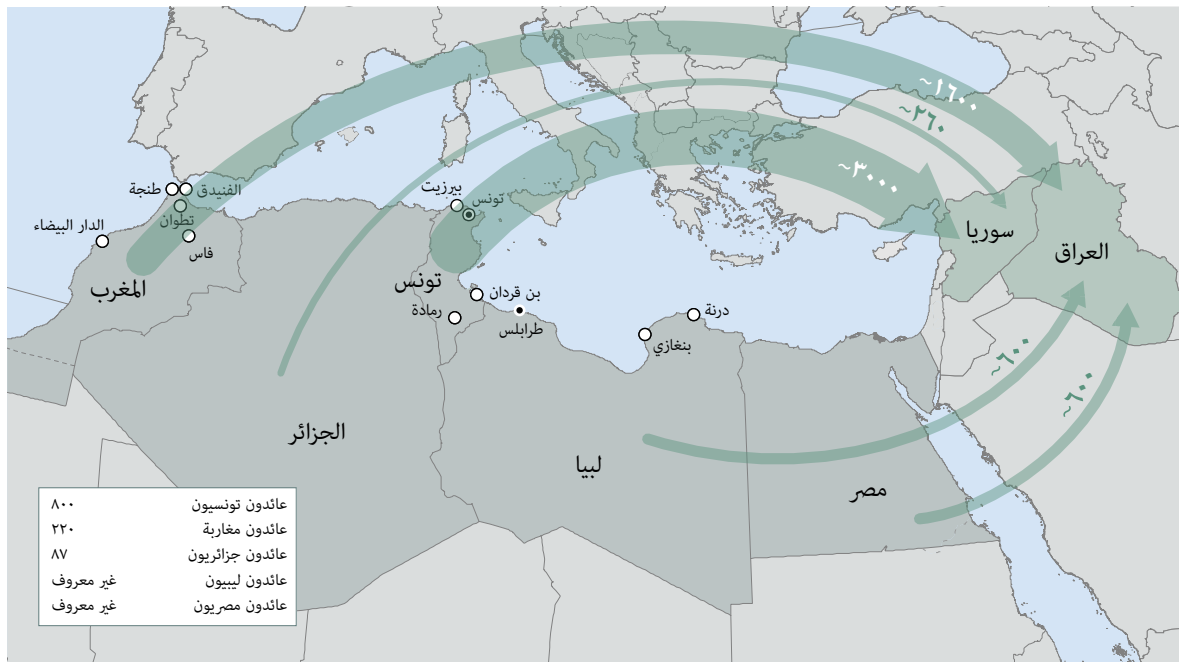 ~١٦٠٠
~٢٦٠
~٣٠٠٠
الفنيدق
طنجة
تطوان
الدار البيضاء
فاس
المغرب
بيرزيت
تونس
تونس
بن قردان
رمادة
طرابلس
درنة
بنغازي
سوريا
العراق
~٦٠٠
~٦٠٠
الجزائر
لبيا
مصر
عائدون تونسيون ٨٠٠
عائدون مغاربة ٢٢٠
عائدون جزائريون ٨٧
عائدون ليبيون غير معروف
عائدون مصريون غير معروف